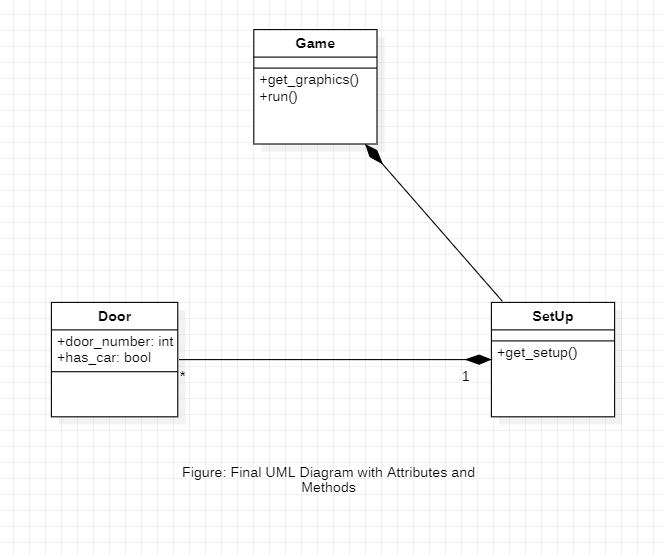 Game
+get_graphics()
+run()
Door
+door_number: int
+has_car: bool
*
1
SetUp
+get_setup()
Figure: Final UML Diagram with Attributes and
Methods